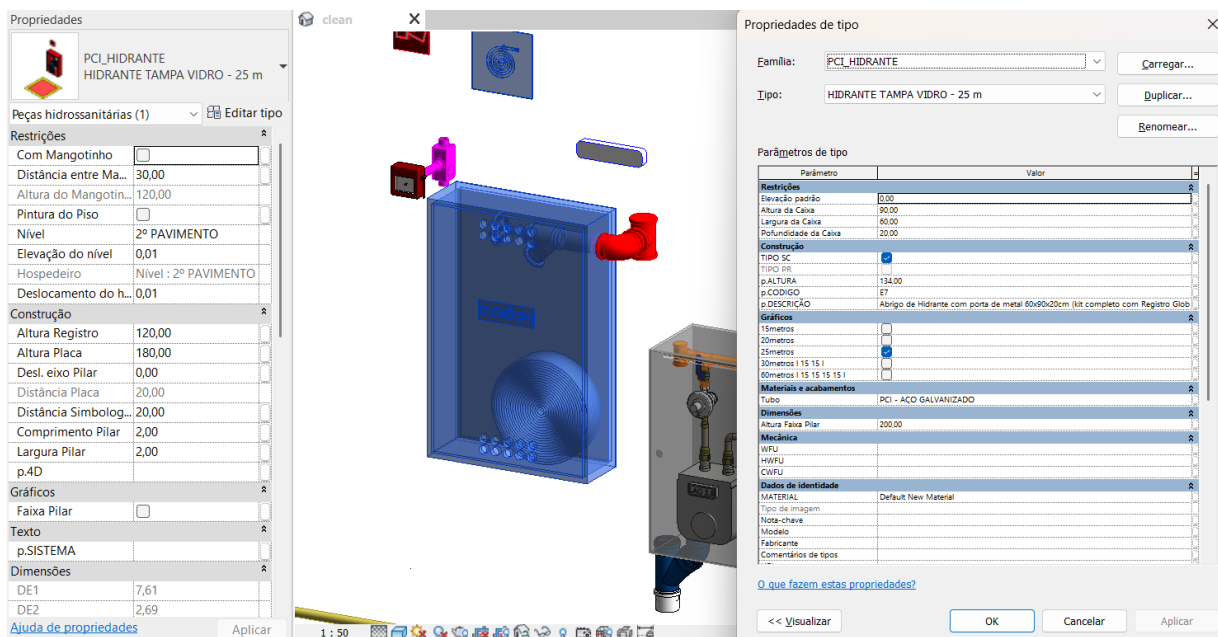 Propriedades
PCI_HIDRANTE
HIDRANTE TAMPA VIDRO - 25 m
Peças hidrossanitárias (1)
Editar tipo
Restrições
Com Mangotinho
Distância entre Ma... 30,00
Altura do Mangotin... 120,00
Pintura do Piso
Nível 2º PAVIMENTO
Elevação do nível 0,01
Hospedeiro Nível : 2º PAVIMENTO
Deslocamento do h... 0,01
Construção
Altura Registro 120,00
Altura Placa 180,00
Desl. eixo Pilar 0,00
Distância Placa 20,00
Distância Simbolog... 20,00
Comprimento Pilar 2,00
Largura Pilar 2,00
p.4D
Gráficos
Faixa Pilar
Texto
p.SISTEMA
Dimensões
DE1 7,61
DE2 2,69
Ajuda de propriedades
Aplicar
clean
X
1 : 50
Propriedades de tipo
Família: PCI_HIDRANTE
Carregar...
Tipo: HIDRANTE TAMPA VIDRO - 25 m
Duplicar...
Renomear...
Parâmetros de tipo
Parâmetro Valor =
Restrições
Elevação padrão 0,00
Altura da Caixa 90,00
Largura da Caixa 60,00
Pofundidade da Caixa 20,00
Construção
TIPO SC
TIPO PR
p.ALTURA 134,00
p.CODIGO E7
p.DESCRIÇÃO Abrigo de Hidrante com porta de metal 60x90x20cm (kit completo com Registro Glob
Gráficos
15metros
20metros
25metros
30metros I 15 15 I
60metros I 15 15 15 15 I
Materiais e acabamentos
Tubo PCI - AÇO GALVANIZADO
Dimensões
Altura Faixa Pilar 200,00
Mecânica
WFU
HWFU
CWFU
Dados de identidade
MATERIAL Default New Material
Tipo de imagem
Nota-chave
Modelo
Fabricante
Comentários de tipos
O que fazem estas propriedades?
<< Visualizar
OK
Cancelar
Aplicar